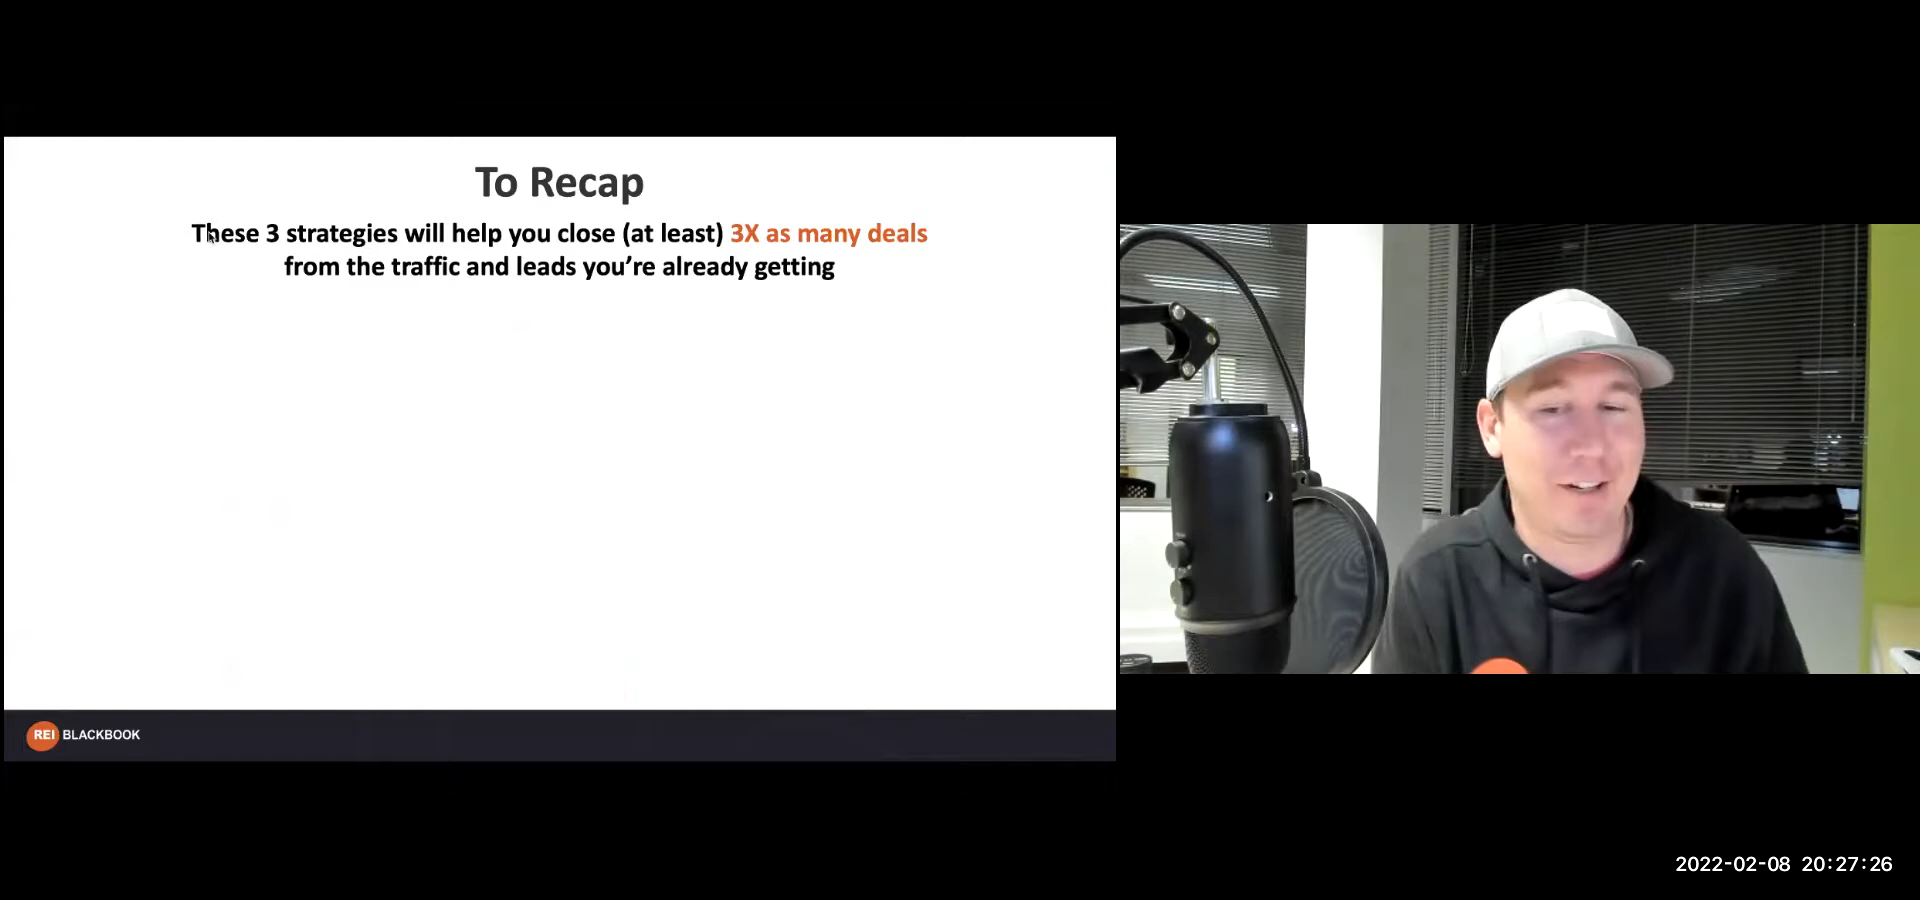 To Recap
These 3 strategies will help you close (at least) 3X as many deals
from the traffic and leads you're already getting
REI BLACKBOOK
2022-02-08 20:27:26